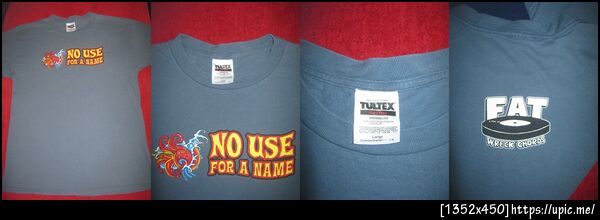 NO USE
FOR A NAME
TULTEX
NO USE
FOR A NAME
TULTEX
LARGE
FAT
WRECK CHORDS
[1352x450]https://upic.me/